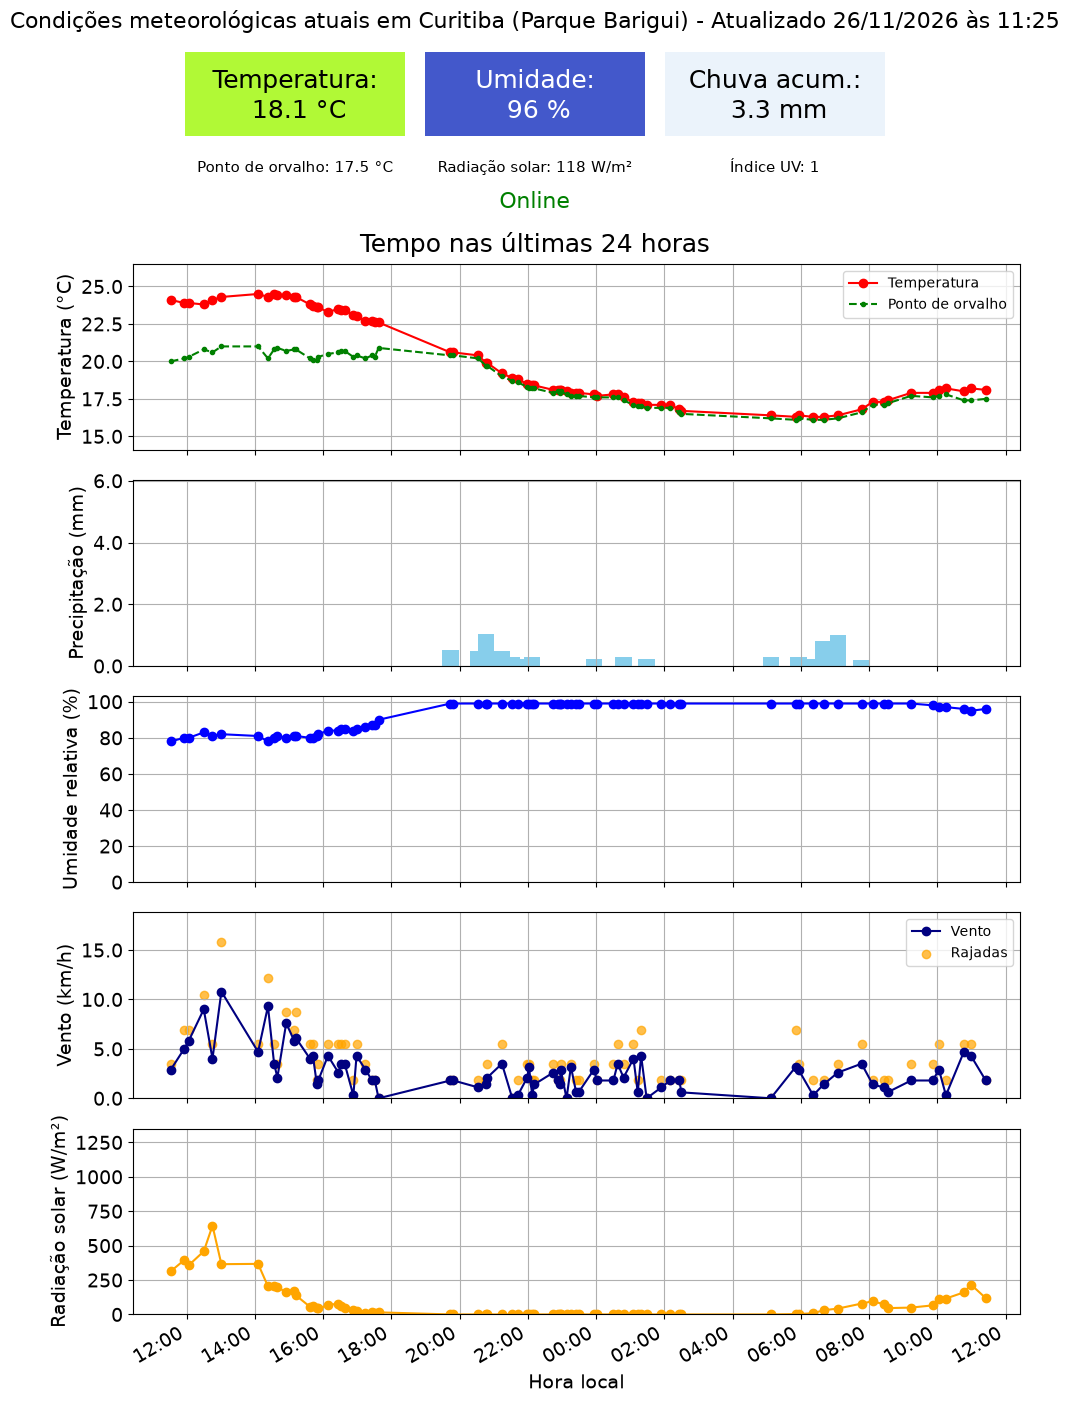 Condições meteorológicas atuais em Curitiba (Parque Barigui) - Atualizado 26/11/2026 às 11:25
Temperatura:
18.1 °C
Umidade:
96 %
Chuva acum.:
3.3 mm
Ponto de orvalho: 17.5 °C
Radiação solar: 118 W/m²
Índice UV: 1
Online
Tempo nas últimas 24 horas
Temperatura (°C)
25.0
22.5
20.0
17.5
15.0
Temperatura
Ponto de orvalho
Precipitação (mm)
6.0
4.0
2.0
0.0
Umidade relativa (%)
100
80
60
40
20
0
Vento (km/h)
15.0
10.0
5.0
0.0
Vento
Rajadas
Radiação solar (W/m²)
1250
1000
750
500
250
0
12:00
14:00
16:00
18:00
20:00
22:00
00:00
02:00
04:00
06:00
08:00
10:00
12:00
Hora local